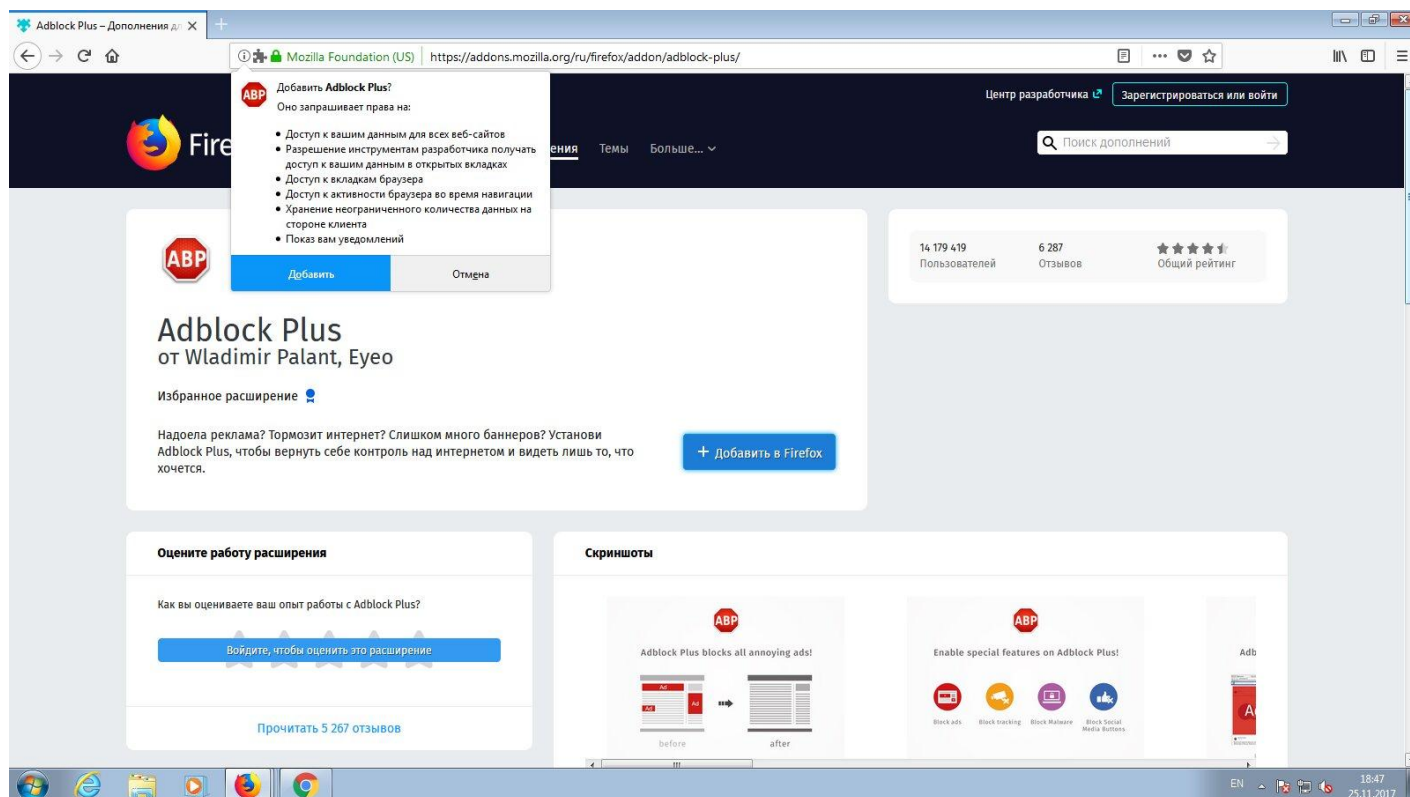 Adblock Plus – Дополнения дл
Mozilla Foundation (US)
https://addons.mozilla.org/ru/firefox/addon/adblock-plus/
ABP
Добавить Adblock Plus?
Оно запрашивает права на:
Доступ к вашим данным для всех веб-сайтов
Разрешение инструментам разработчика получать
доступ к вашим данным в открытых вкладках
Доступ к вкладкам браузера
Доступ к активности браузера во время навигации
Хранение неограниченного количества данных на
стороне клиента
Показ вам уведомлений
Добавить
Отмена
Центр разработчика
Зарегистрироваться или войти
Fire
ения
Темы
Больше...
Поиск дополнений
ABP
14 179 419
Пользователей
6 287
Отзывов
Общий рейтинг
Adblock Plus
от Wladimir Palant, Eyeo
Избранное расширение
Надоела реклама? Тормозит интернет? Слишком много баннеров? Установи
Adblock Plus, чтобы вернуть себе контроль над интернетом и видеть лишь то, что
хочется.
+ Добавить в Firefox
Оцените работу расширения
Как вы оцениваете ваш опыт работы с Adblock Plus?
Войдите, чтобы оценить это расширение
Прочитать 5 267 отзывов
Скриншоты
ABP
Adblock Plus blocks all annoying ads!
Ad
Ad
Ad
before
after
ABP
Enable special features on Adblock Plus!
Block ads
Block tracking
Block Malware
Block Social
Media Buttons
Adb
A
EN
18:47
25.11.2017